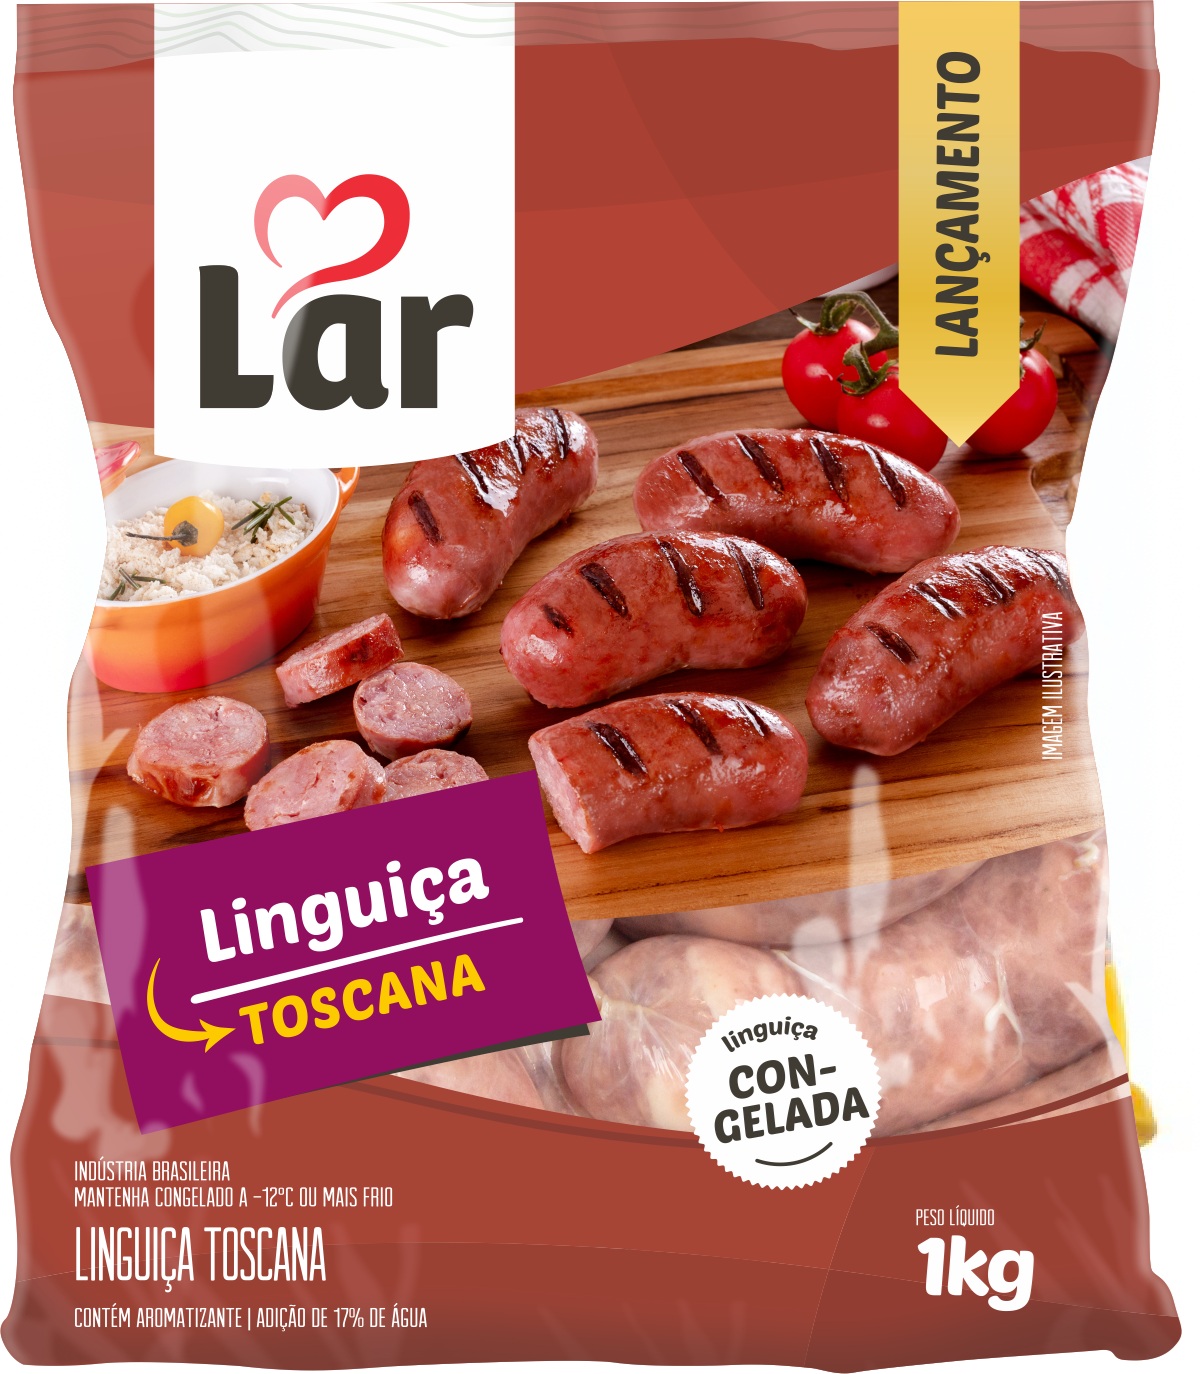 Lar
LANÇAMENTO
IMAGEM ILUSTRATIVA
Linguiça
TOSCANA
linguiça
CON-
GELADA
INDÚSTRIA BRASILEIRA
MANTENHA CONGELADO A -12ºC OU MAIS FRIO
LINGUIÇA TOSCANA
CONTÉM AROMATIZANTE | ADIÇÃO DE 17% DE ÁGUA
PESO LÍQUIDO
1kg